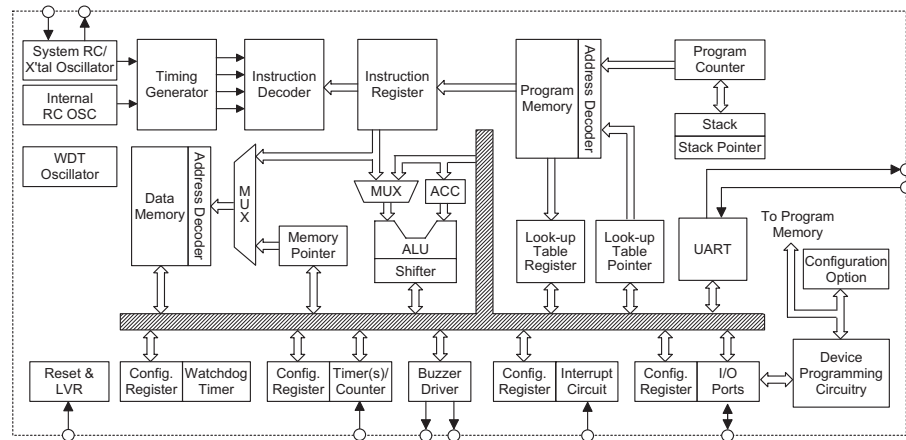 System RC/
X'tal Oscillator
Internal
RC OSC
WDT
Oscillator
Timing
Generator
Instruction
Decoder
Instruction
Register
Program
Memory
Address Decoder
Program
Counter
Stack
Stack Pointer
Data
Memory
Address Decoder
MUX
Memory
Pointer
MUX
ACC
ALU
Shifter
Look-up
Table
Register
Look-up
Table
Pointer
UART
To Program
Memory
Configuration
Option
Reset &
LVR
Config.
Register
Watchdog
Timer
Config.
Register
Timer(s)/
Counter
Buzzer
Driver
Config.
Register
Interrupt
Circuit
Config.
Register
I/O
Ports
Device
Programming
Circuitry